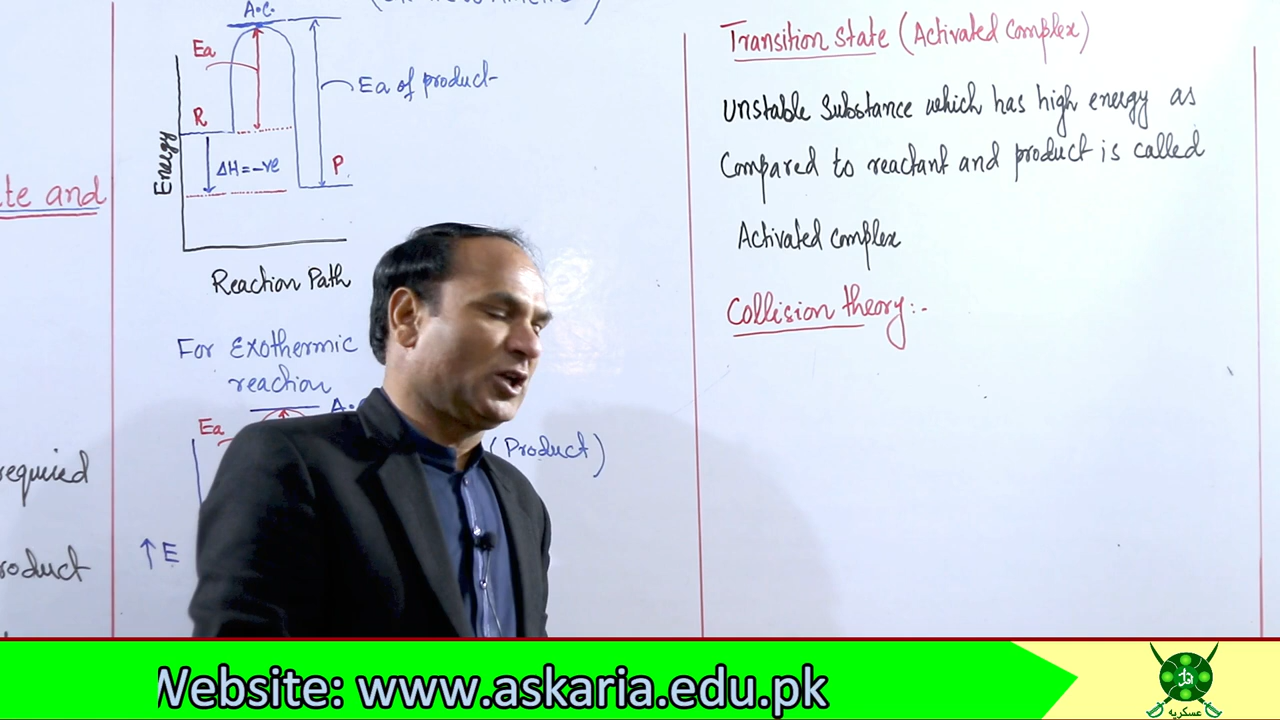 te and
required
roduct
A.C.
Ea
Ea of product
R
ΔH=-ve
P
Energy
Reaction Path
For Exothermic
reaction
A.
Ea
(Product)
↑E
Transition state (Activated complex)
Unstable substance which has high energy as
Compared to reactant and product is called
Activated complex
Collision theory:-
Website: www.askaria.edu.pk
عسکریہ